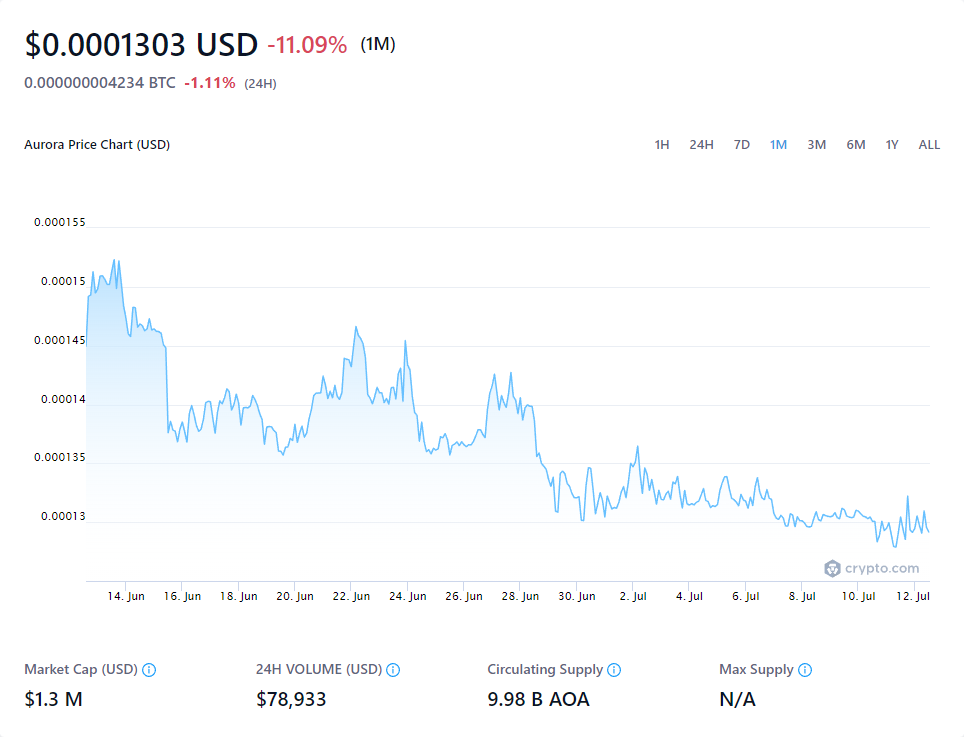 $0.0001303 USD -11.09% (1M)
0.000000004234 BTC -1.11% (24H)
Aurora Price Chart (USD) 1H 24H 7D 1M 3M 6M 1Y ALL
0.000155
0.00015
0.000145
0.00014
0.000135
0.00013
crypto.com
14. Jun 16. Jun 18. Jun 20. Jun 22. Jun 24. Jun 26. Jun 28. Jun 30. Jun 2. Jul 4. Jul 6. Jul 8. Jul 10. Jul 12. Jul
Market Cap (USD) 24H VOLUME (USD) Circulating Supply Max Supply
$1.3 M $78,933 9.98 B AOA N/A